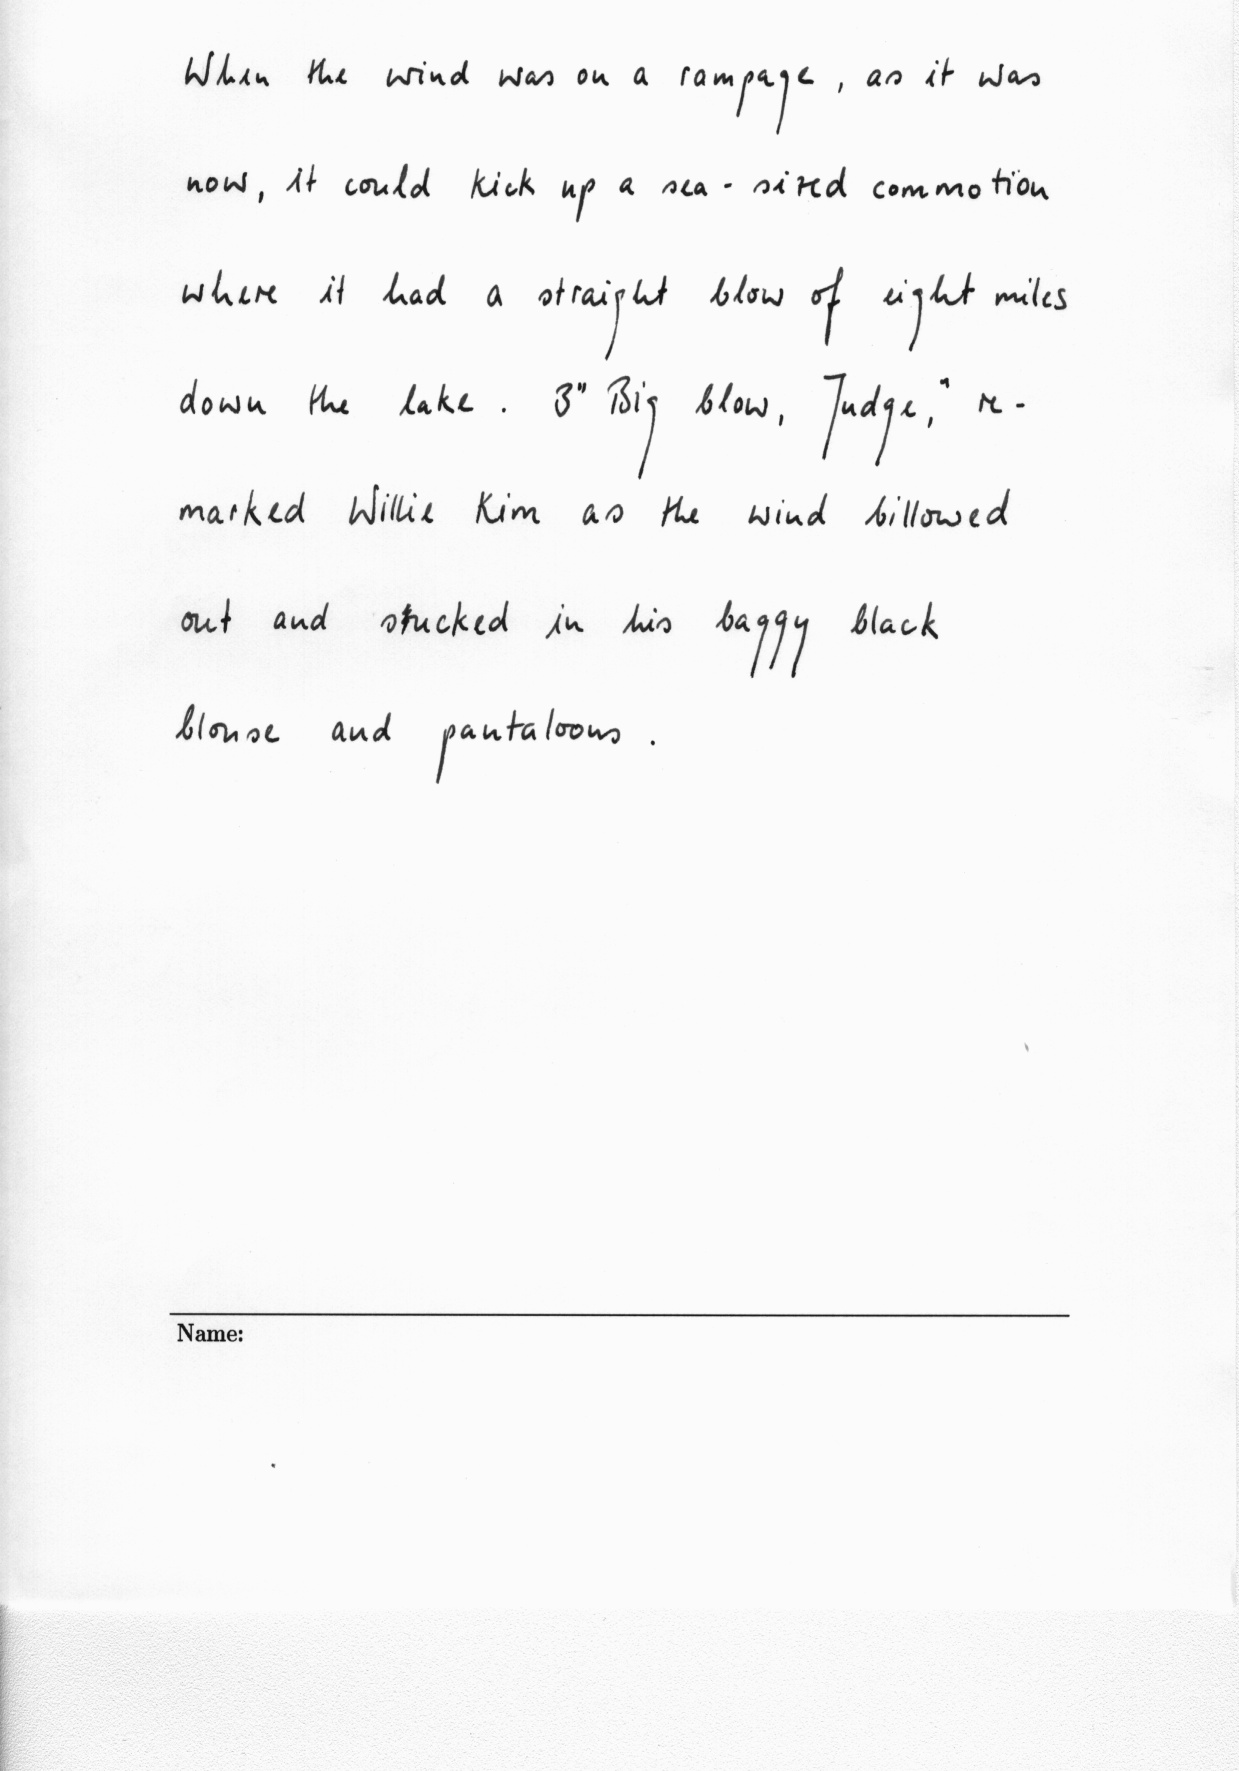 When the wind was on a rampage, as it was
now, it could kick up a sea-sized commotion
where it had a straight blow of eight miles
down the lake. 3" Big blow, Judge," re-
marked Willie Kim as the wind billowed
out and stucked in his baggy black
blouse and pantaloons.
Name: